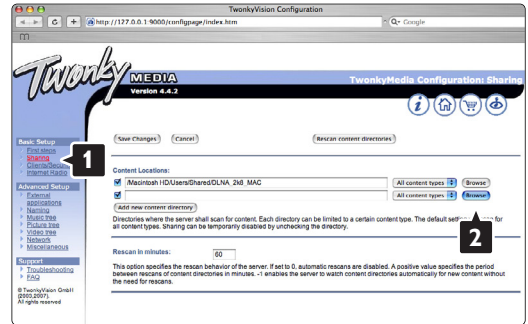 TwonkyVision Configuration
http://127.0.0.1:9000/configpage/index.htm
Google
Twonky
MEDIA
Version 4.4.2
TwonkyMedia Configuration: Sharing
Basic Setup
First steps
Sharing
Clients/Security
Internet Radio
Advanced Setup
External applications
Naming
Music tree
Picture tree
Video tree
Network
Miscellaneous
Support
Troubleshooting
FAQ
© TwonkyVision GmbH
(2003,2007).
All rights reserved
1
Save Changes
Cancel
Rescan content directories
Content Locations:
/Macintosh HD/Users/Shared/DLNA_2k8_MAC
All content types
Browse
All content types
Browse
Add new content directory
2
Directories where the server shall scan for content. Each directory can be limited to a certain content type. The default
all content types. Sharing can be temporarily disabled by unchecking the directory.
Rescan in minutes:
60
This option specifies the rescan behavior of the server. If set to 0, automatic rescans are disabled. A positive value specifies the period
between rescans of content directories in minutes. -1 enables the server to watch content directories automatically for new content without
the need for rescans.